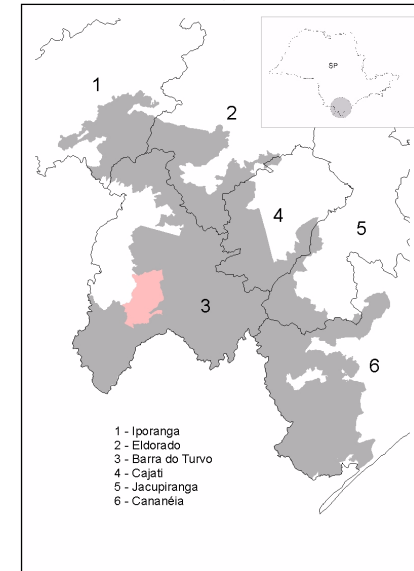 SP
1
2
4
5
3
6
1 - Iporanga
2 - Eldorado
3 - Barra do Turvo
4 - Cajati
5 - Jacupiranga
6 - Cananéia